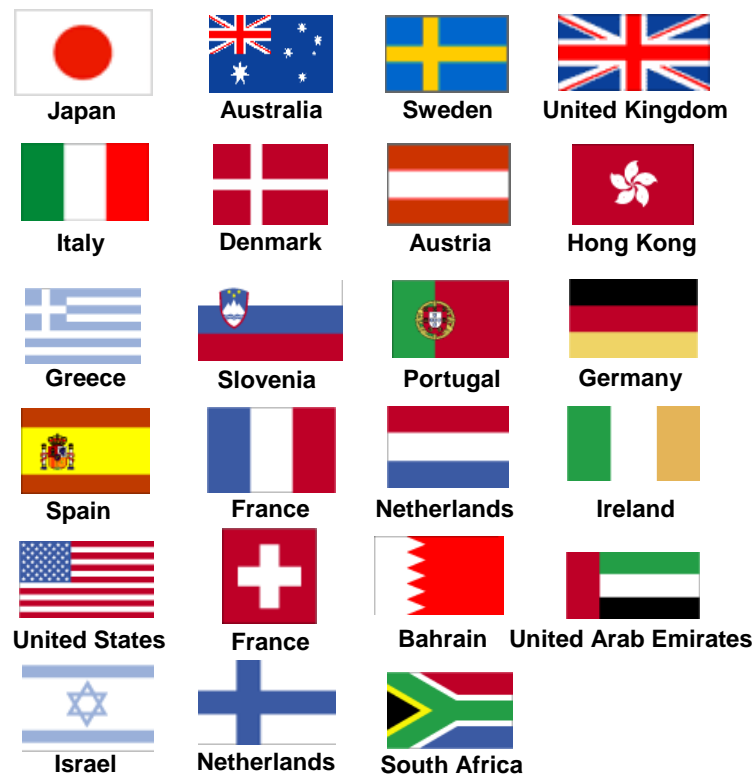 Japan Australia Sweden United Kingdom
Italy Denmark Austria Hong Kong
Greece Slovenia Portugal Germany
Spain France Netherlands Ireland
United States France Bahrain United Arab Emirates
Israel Netherlands South Africa